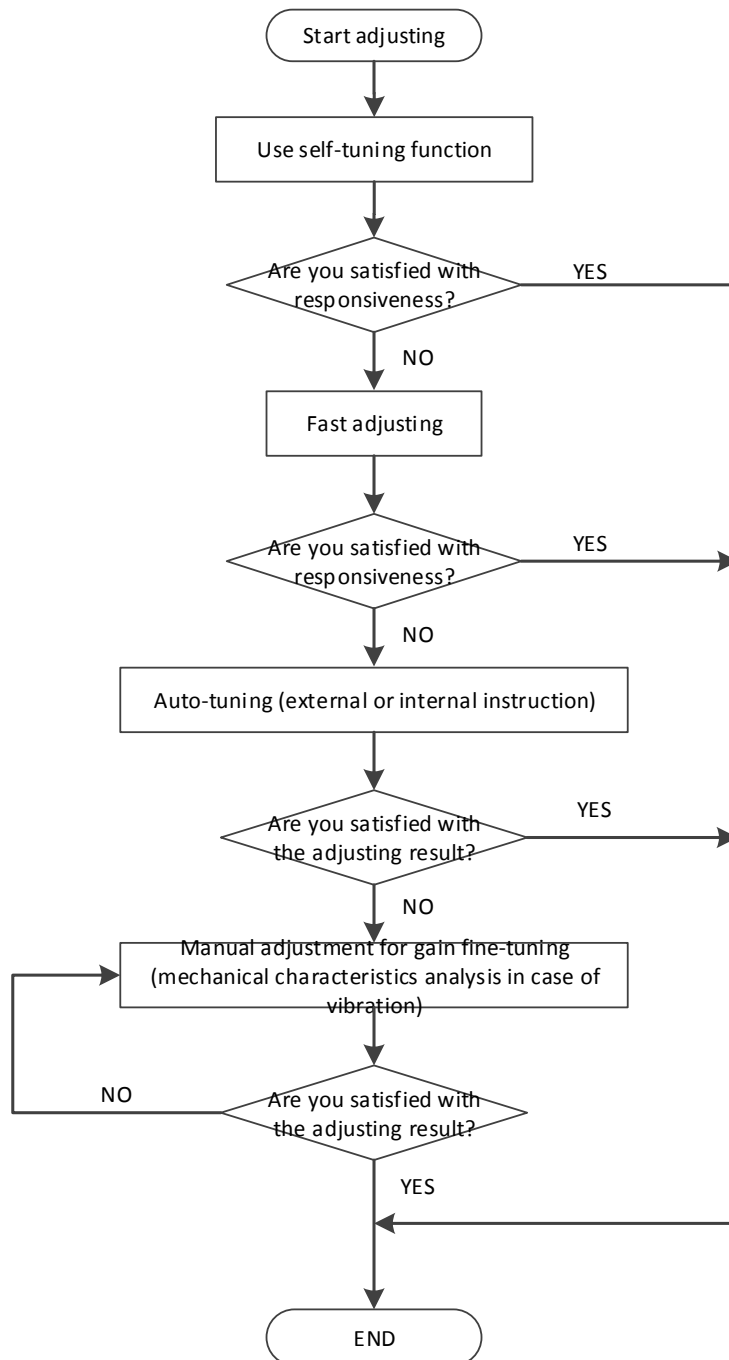 Start adjusting
Use self-tuning function
Are you satisfied with
responsiveness?
YES
NO
Fast adjusting
Are you satisfied with
responsiveness?
YES
NO
Auto-tuning (external or internal instruction)
Are you satisfied with
the adjusting result?
YES
NO
Manual adjustment for gain fine-tuning
(mechanical characteristics analysis in case of
vibration)
NO
Are you satisfied with
the adjusting result?
YES
END